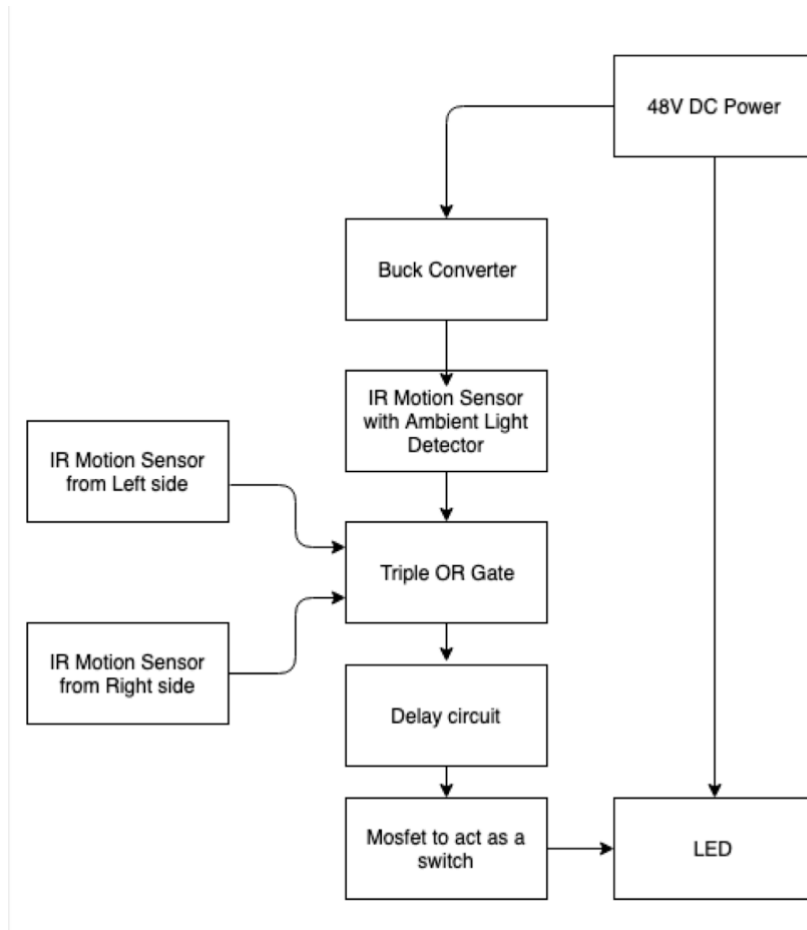 48V DC Power
Buck Converter
IR Motion Sensor
with Ambient Light
Detector
IR Motion Sensor
from Left side
Triple OR Gate
IR Motion Sensor
from Right side
Delay circuit
Mosfet to act as a
switch
LED